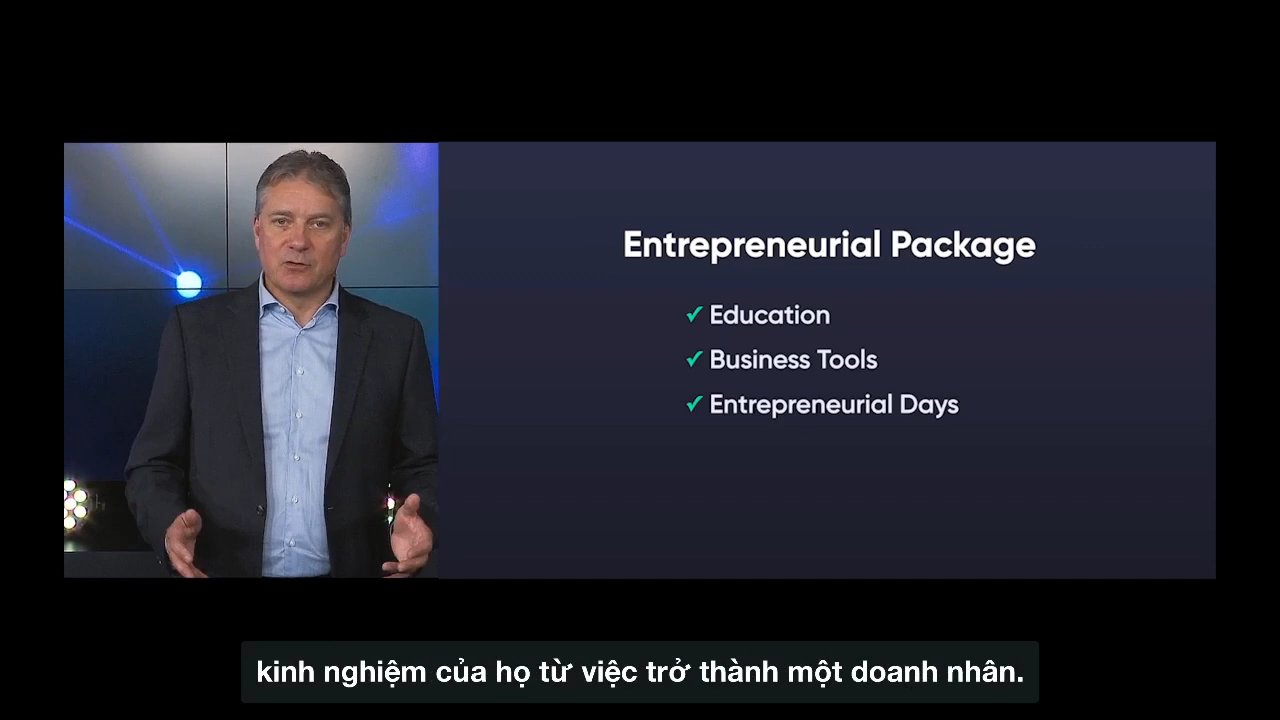 Entrepreneurial Package
✓ Education
✓ Business Tools
✓ Entrepreneurial Days
kinh nghiệm của họ từ việc trở thành một doanh nhân.